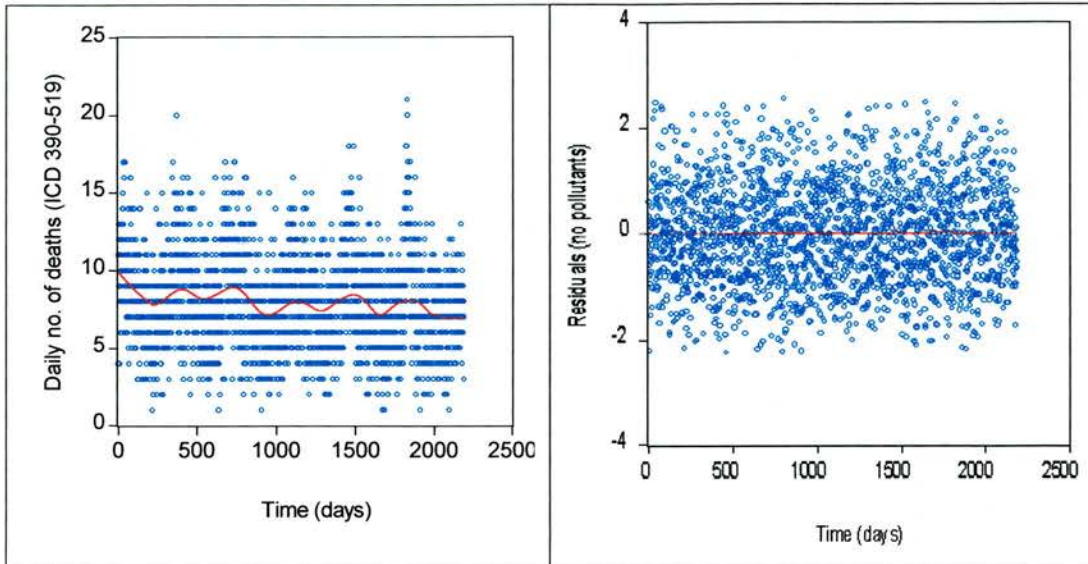 Daily no. of deaths (ICD 390-519)
25
20
15
10
5
0
0 500 1000 1500 2000 2500
Time (days)
Residuals (no pollutants)
4
2
0
-2
-4
0 500 1000 1500 2000 2500
Time (days)